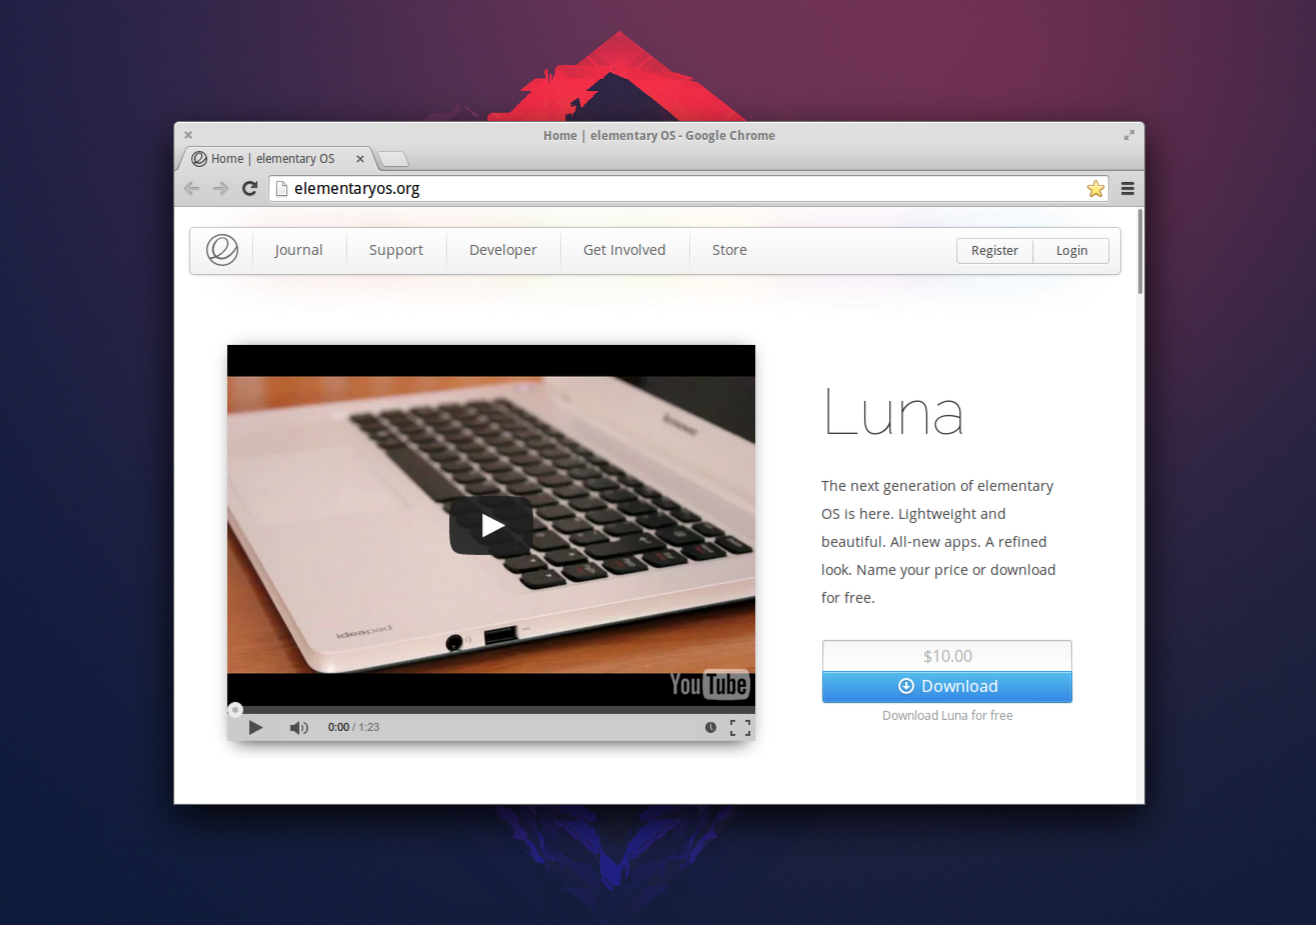 Home | elementary OS - Google Chrome
Home | elementary OS
elementaryos.org
Journal
Support
Developer
Get Involved
Store
Register
Login
lenovo
ideapad
YouTube
0:00 / 1:23
Luna
The next generation of elementary
OS is here. Lightweight and
beautiful. All-new apps. A refined
look. Name your price or download
for free.
$10.00
Download
Download Luna for free